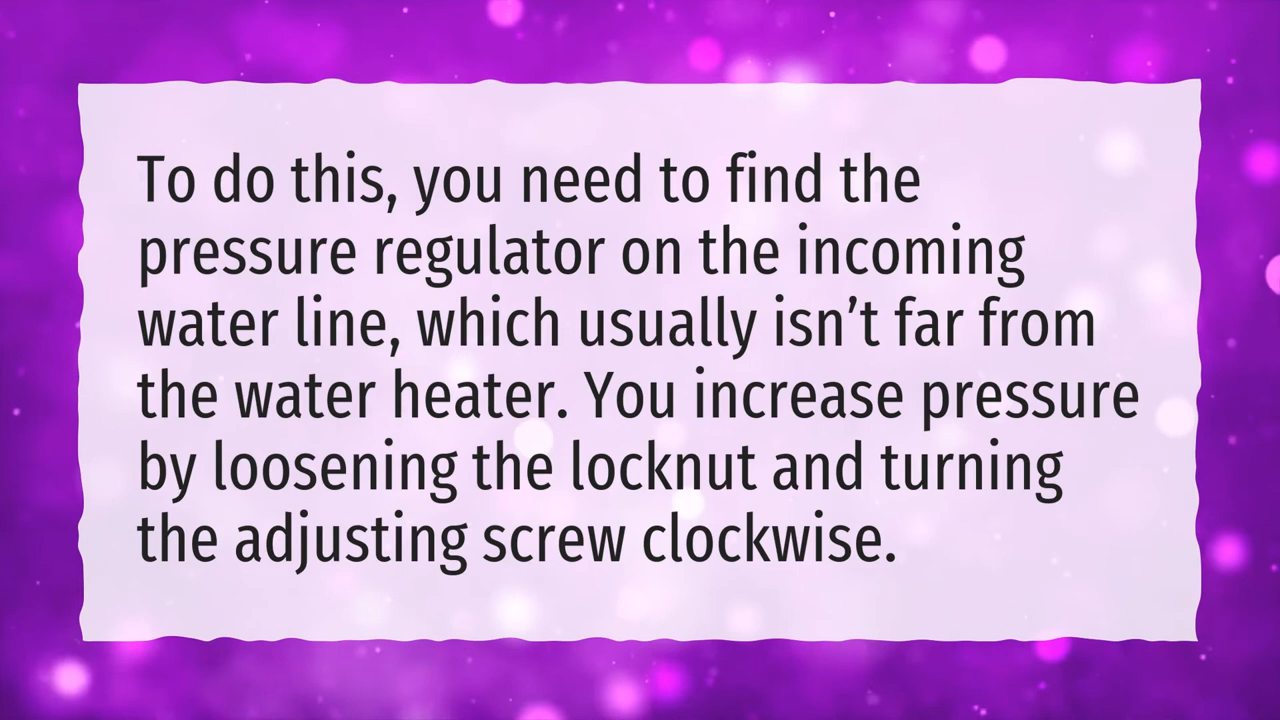 To do this, you need to find the
pressure regulator on the incoming
water line, which usually isn’t far from
the water heater. You increase pressure
by loosening the locknut and turning
the adjusting screw clockwise.